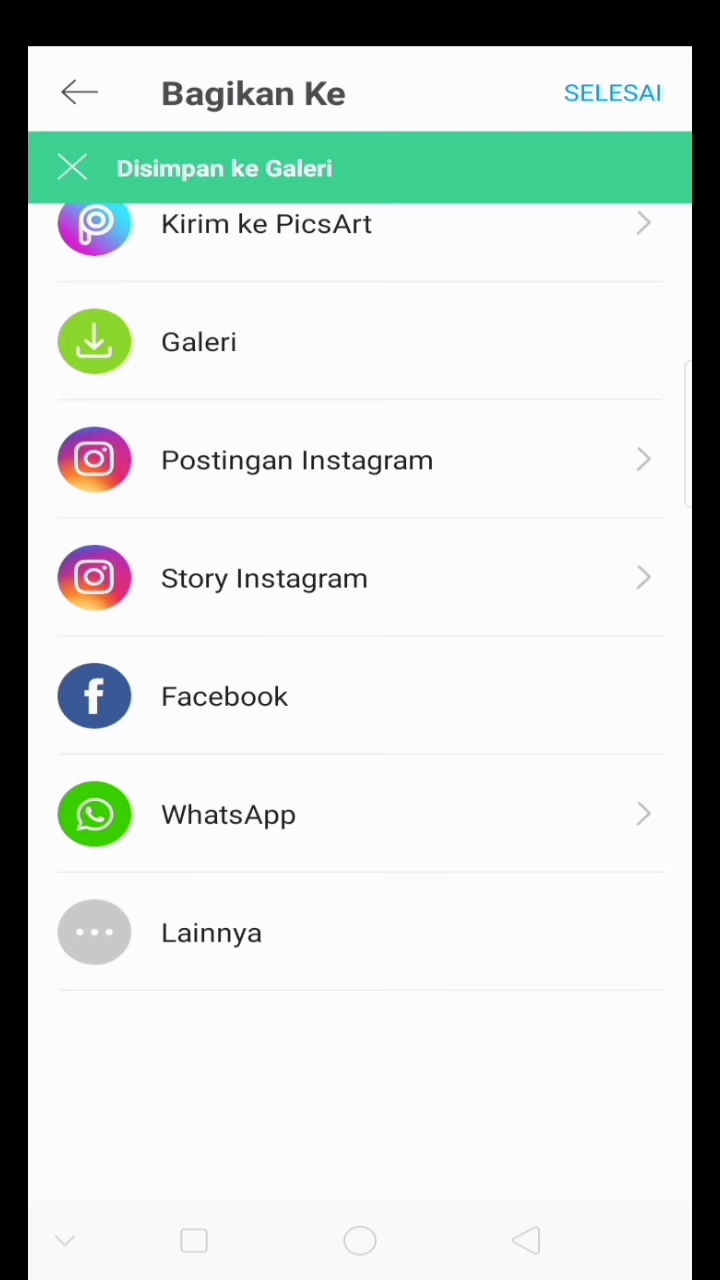 Bagikan Ke
SELESAI
Disimpan ke Galeri
Kirim ke PicsArt
Galeri
Postingan Instagram
Story Instagram
Facebook
WhatsApp
Lainnya